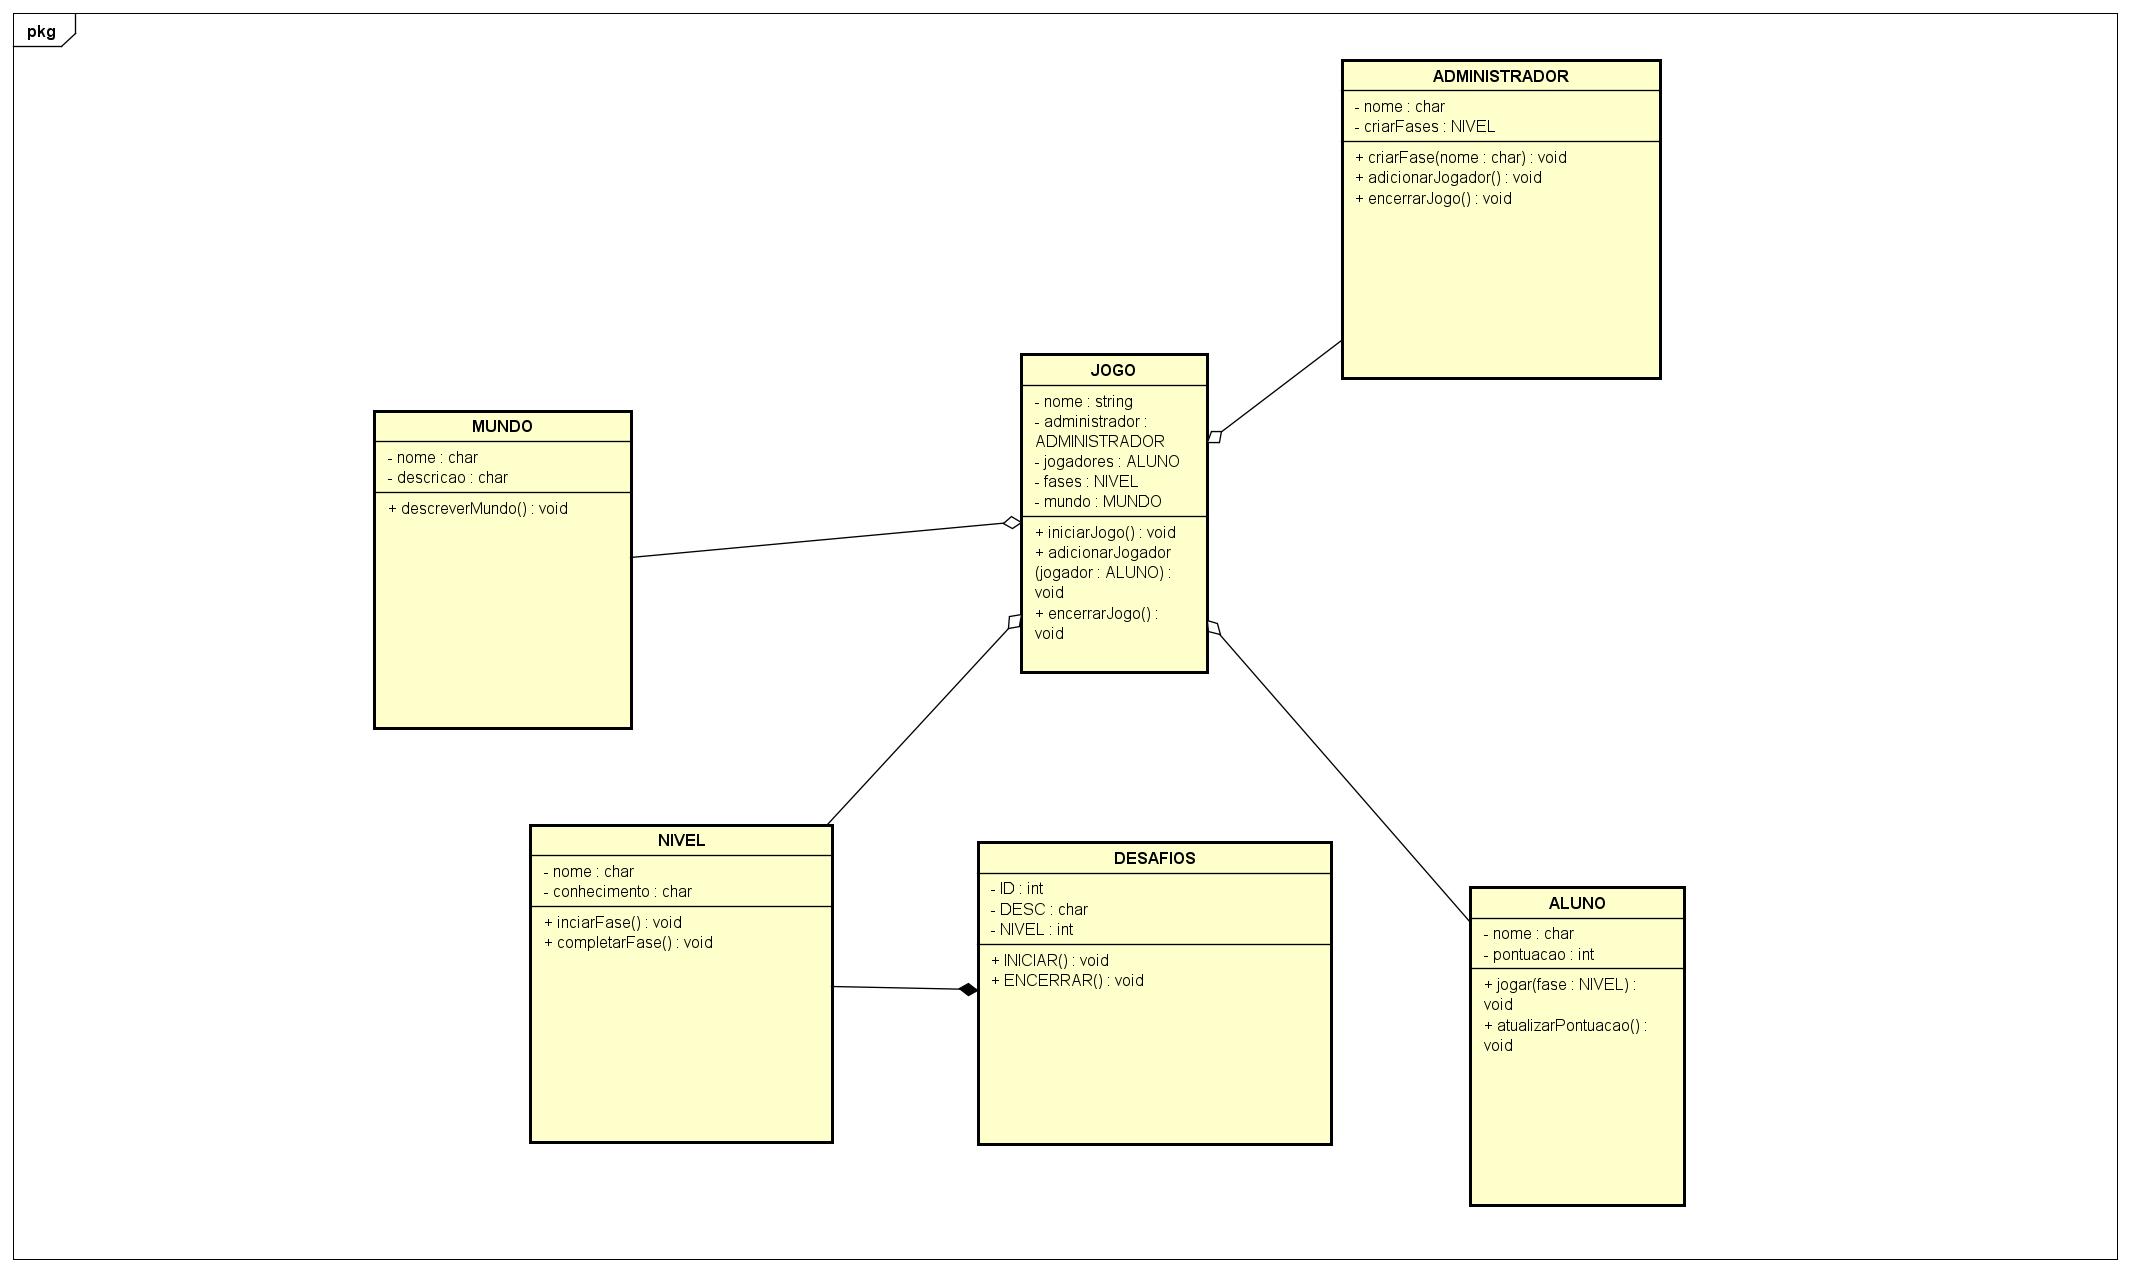 pkg
ADMINISTRADOR
- nome : char
- criarFases : NIVEL
+ criarFase(nome : char) : void
+ adicionarJogador() : void
+ encerrarJogo() : void
JOGO
- nome : string
- administrador :
ADMINISTRADOR
- jogadores : ALUNO
- fases : NIVEL
- mundo : MUNDO
+ iniciarJogo() : void
+ adicionarJogador
(jogador : ALUNO) :
void
+ encerrarJogo() :
void
MUNDO
- nome : char
- descricao : char
+ descreverMundo() : void
NIVEL
- nome : char
- conhecimento : char
+ inciarFase() : void
+ completarFase() : void
DESAFIOS
- ID : int
- DESC : char
- NIVEL : int
+ INICIAR() : void
+ ENCERRAR() : void
ALUNO
- nome : char
- pontuacao : int
+ jogar(fase : NIVEL) :
void
+ atualizarPontuacao() :
void